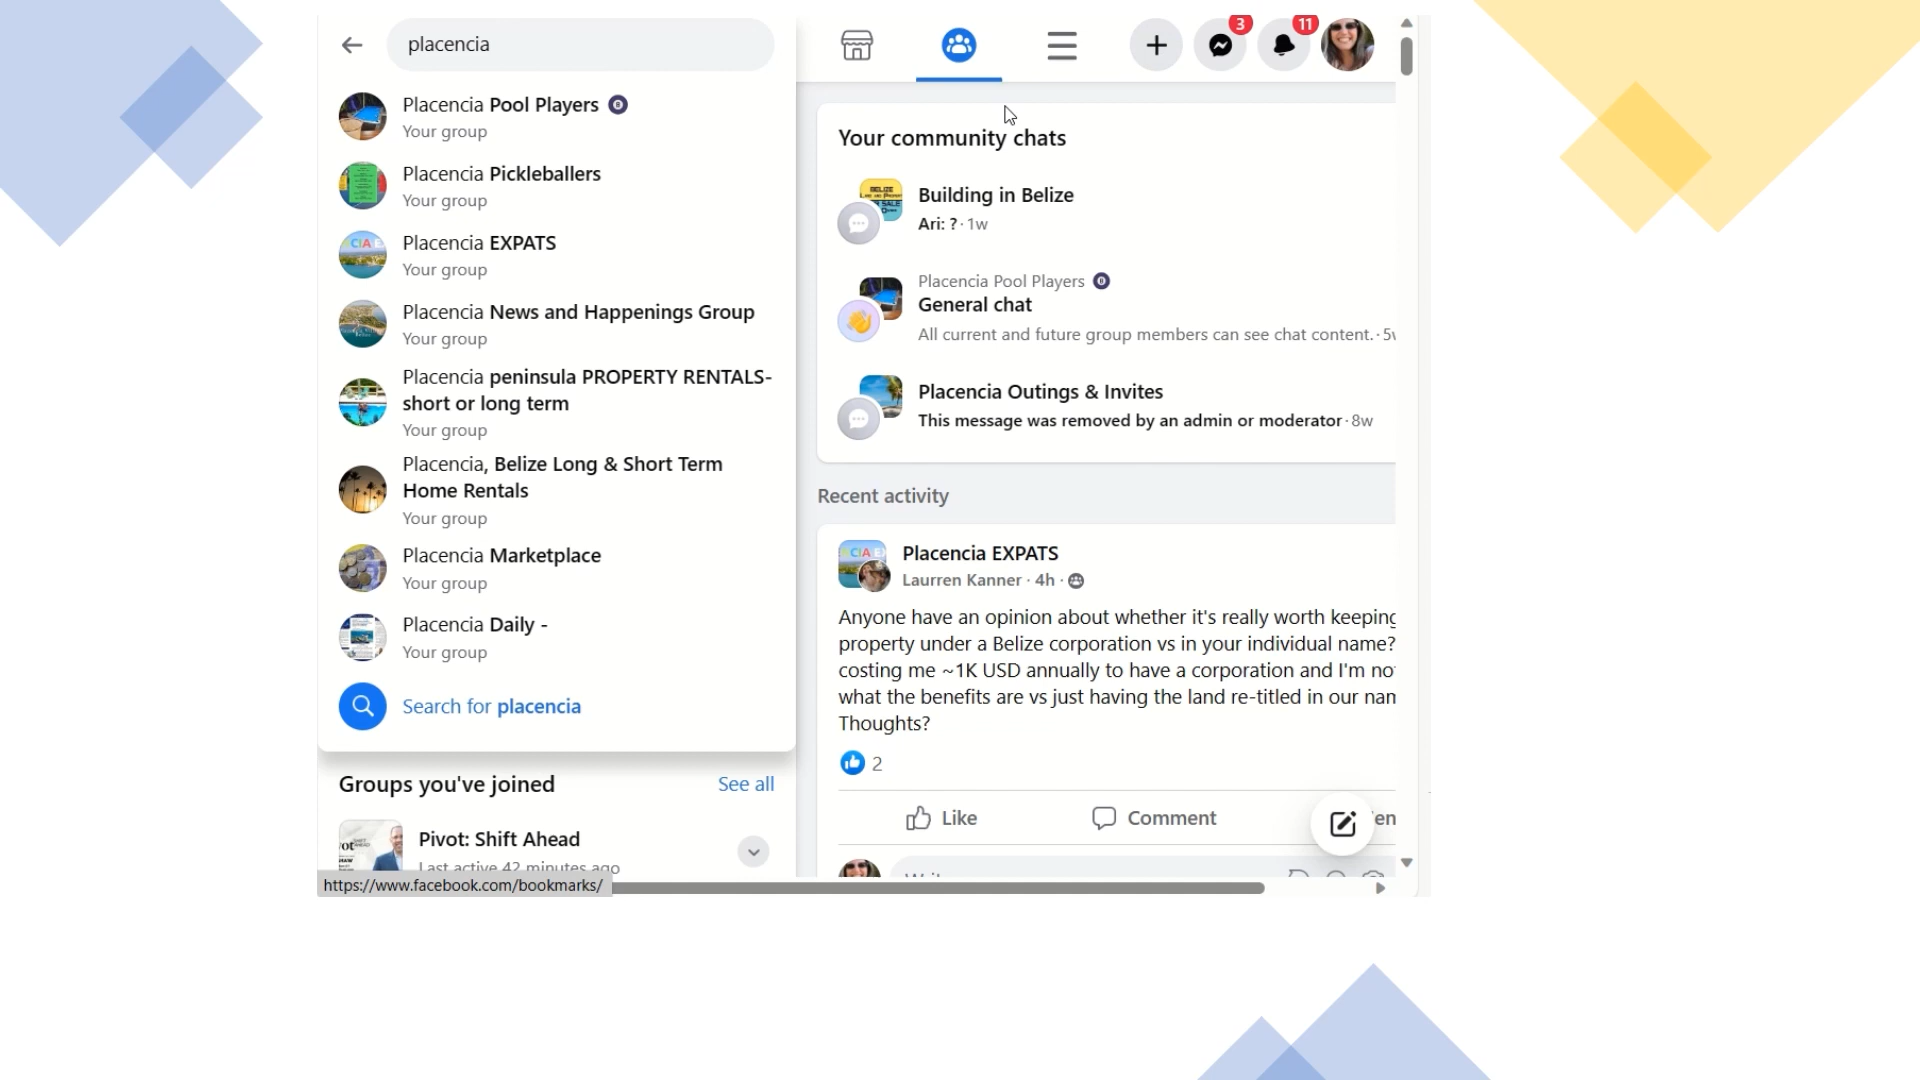 placencia
Placencia Pool Players
Your group
Placencia Pickleballers
Your group
Placencia EXPATS
Your group
Placencia News and Happenings Group
Your group
Placencia peninsula PROPERTY RENTALS-
short or long term
Your group
Placencia, Belize Long & Short Term
Home Rentals
Your group
Placencia Marketplace
Your group
Placencia Daily -
Your group
Search for placencia
Groups you've joined
See all
Pivot: Shift Ahead
Last active 42 minutes ago
https://www.facebook.com/bookmarks/
3
11
Your community chats
Building in Belize
Ari: ? · 1w
Placencia Pool Players
General chat
All current and future group members can see chat content. · 5w
Placencia Outings & Invites
This message was removed by an admin or moderator · 8w
Recent activity
Placencia EXPATS
Laurren Kanner · 4h ·
Anyone have an opinion about whether it's really worth keeping
property under a Belize corporation vs in your individual name?
costing me ~1K USD annually to have a corporation and I'm no
what the benefits are vs just having the land re-titled in our nam
Thoughts?
2
Like
Comment